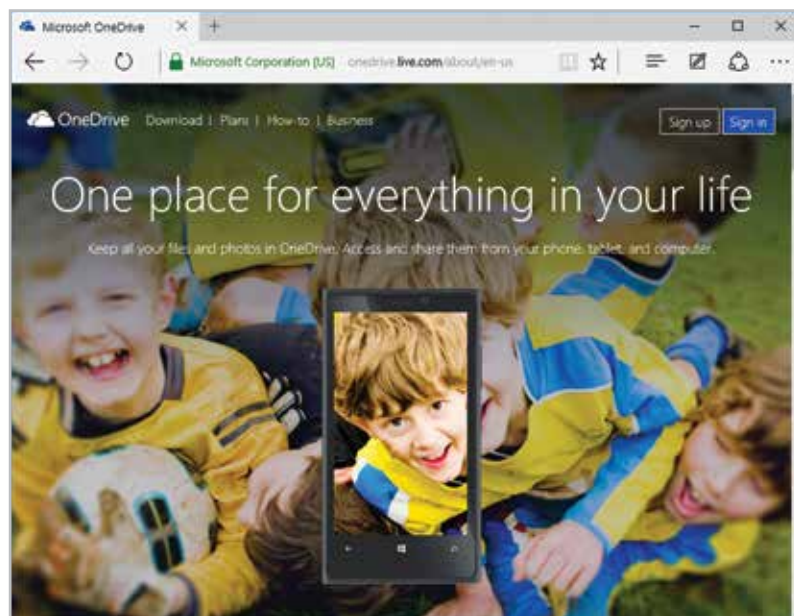 Microsoft OneDrive
Microsoft Corporation [US] onedrive.live.com/about/en-us
OneDrive Download | Plans | How-to | Business Sign up Sign in
One place for everything in your life
Keep all your files and photos in OneDrive. Access and share them from your phone, tablet, and computer.